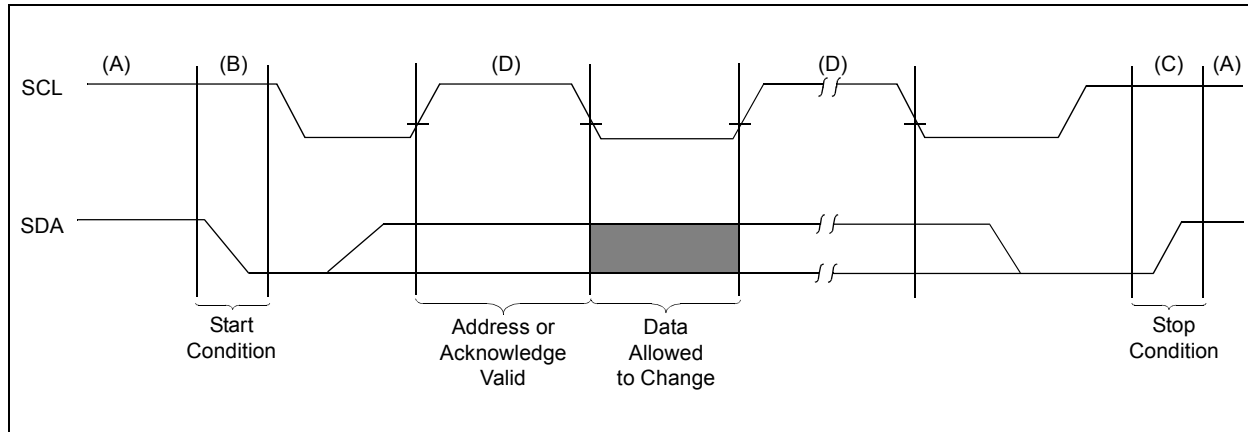 (A) (B) (D) (D) (C) (A)
SCL
SDA
Start
Condition
Address or
Acknowledge
Valid
Data
Allowed
to Change
Stop
Condition